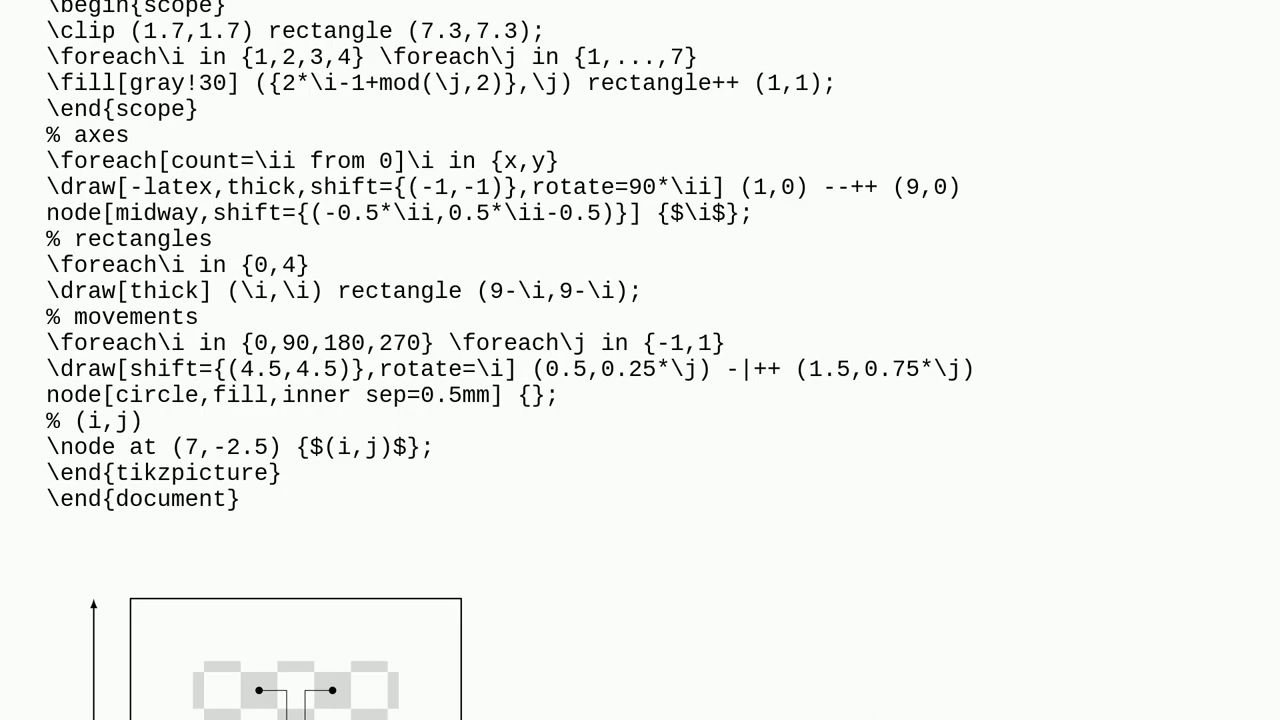 \begin{scope}
\clip (1.7,1.7) rectangle (7.3,7.3);
\foreach\i in {1,2,3,4} \foreach\j in {1,...,7}
\fill[gray!30] ({2*\i-1+mod(\j,2)},\j) rectangle++ (1,1);
\end{scope}
% axes
\foreach[count=\ii from 0]\i in {x,y}
\draw[-latex,thick,shift={(-1,-1)},rotate=90*\ii] (1,0) --++ (9,0)
node[midway,shift={(-0.5*\ii,0.5*\ii-0.5)}] {$\i$};
% rectangles
\foreach\i in {0,4}
\draw[thick] (\i,\i) rectangle (9-\i,9-\i);
% movements
\foreach\i in {0,90,180,270} \foreach\j in {-1,1}
\draw[shift={(4.5,4.5)},rotate=\i] (0.5,0.25*\j) -|++ (1.5,0.75*\j)
node[circle,fill,inner sep=0.5mm] {};
% (i,j)
\node at (7,-2.5) {$(i,j)$};
\end{tikzpicture}
\end{document}